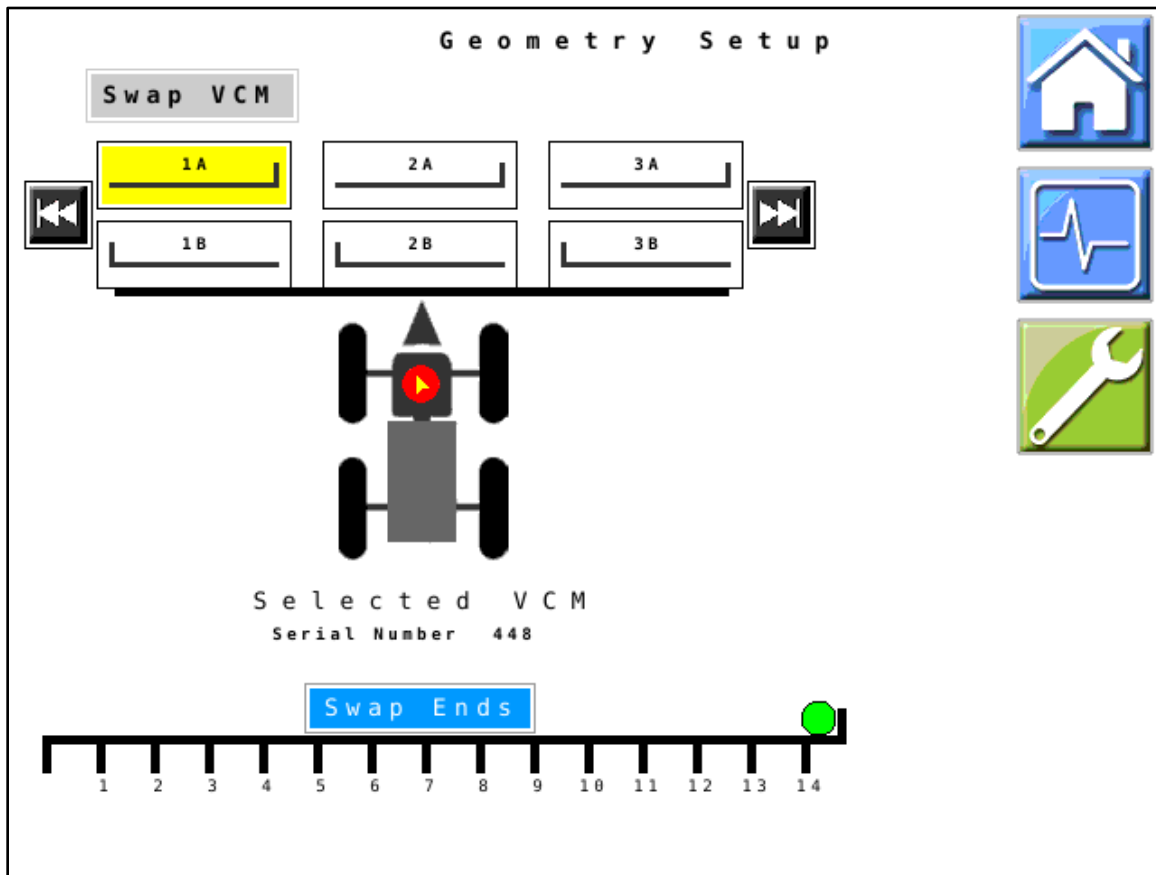 Geometry Setup
Swap VCM
1A 2A 3A
1B 2B 3B
Selected VCM
Serial Number 448
Swap Ends
1 2 3 4 5 6 7 8 9 10 11 12 13 14